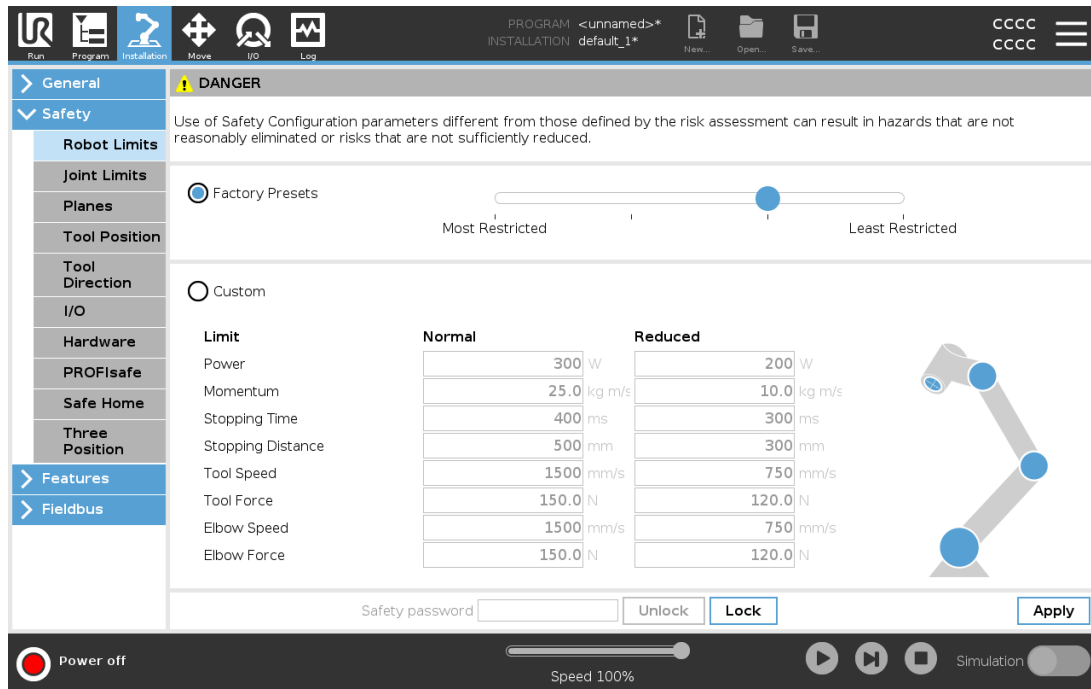 PROGRAM <unnamed>*
INSTALLATION default_1*
CCCC
CCCC
Run Program Installation Move I/O Log New... Open... Save...
General
Safety
Robot Limits
Joint Limits
Planes
Tool Position
Tool
Direction
I/O
Hardware
PROFIsafe
Safe Home
Three
Position
Features
Fieldbus
DANGER
Use of Safety Configuration parameters different from those defined by the risk assessment can result in hazards that are not
reasonably eliminated or risks that are not sufficiently reduced.
Factory Presets
Most Restricted Least Restricted
Custom
Limit Normal Reduced
Power 300 W 200 W
Momentum 25.0 kg m/s 10.0 kg m/s
Stopping Time 400 ms 300 ms
Stopping Distance 500 mm 300 mm
Tool Speed 1500 mm/s 750 mm/s
Tool Force 150.0 N 120.0 N
Elbow Speed 1500 mm/s 750 mm/s
Elbow Force 150.0 N 120.0 N
Safety password Unlock Lock Apply
Power off
Speed 100%
Simulation